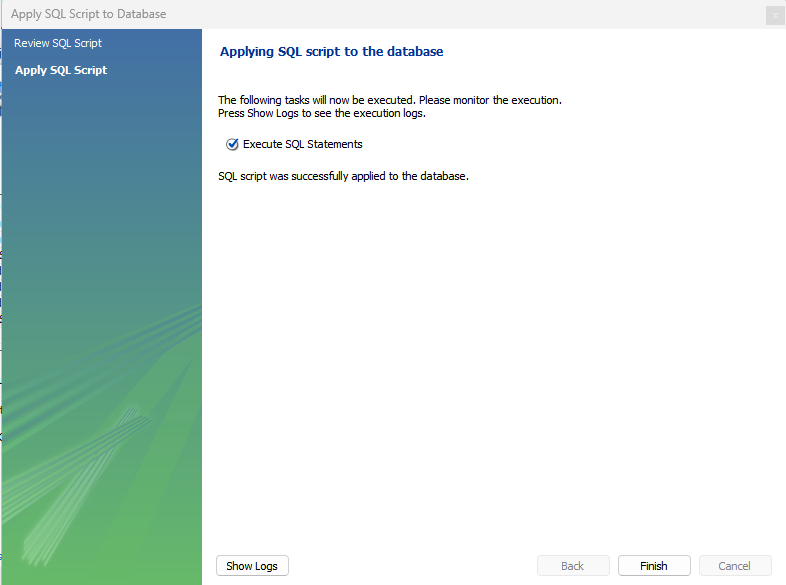 Apply SQL Script to Database
Review SQL Script
Apply SQL Script
Applying SQL script to the database
The following tasks will now be executed. Please monitor the execution.
Press Show Logs to see the execution logs.
Execute SQL Statements
SQL script was successfully applied to the database.
Show Logs
Back
Finish
Cancel